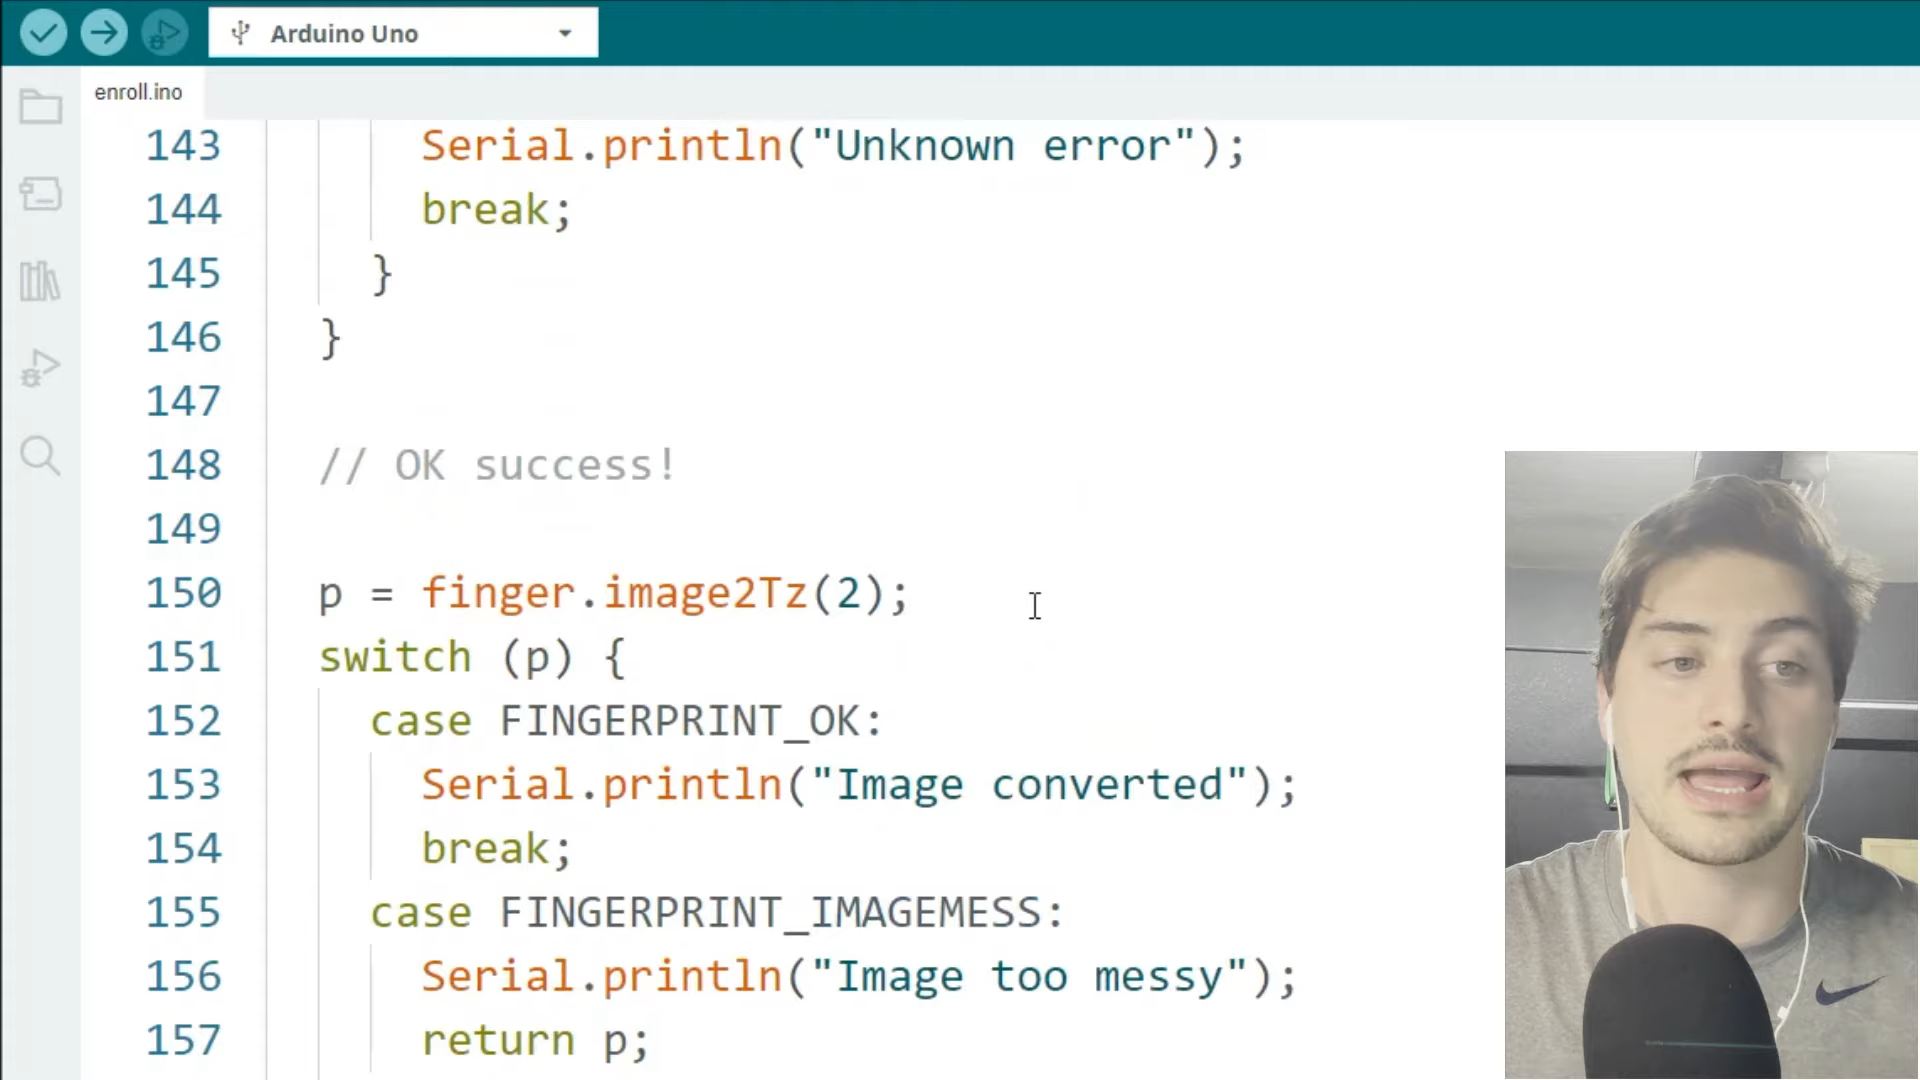 Arduino Uno
enroll.ino
143 Serial.println("Unknown error");
144 break;
145 }
146 }
147
148 // OK success!
149
150 p = finger.image2Tz(2);
151 switch (p) {
152 case FINGERPRINT_OK:
153 Serial.println("Image converted");
154 break;
155 case FINGERPRINT_IMAGEMESS:
156 Serial.println("Image too messy");
157 return p;